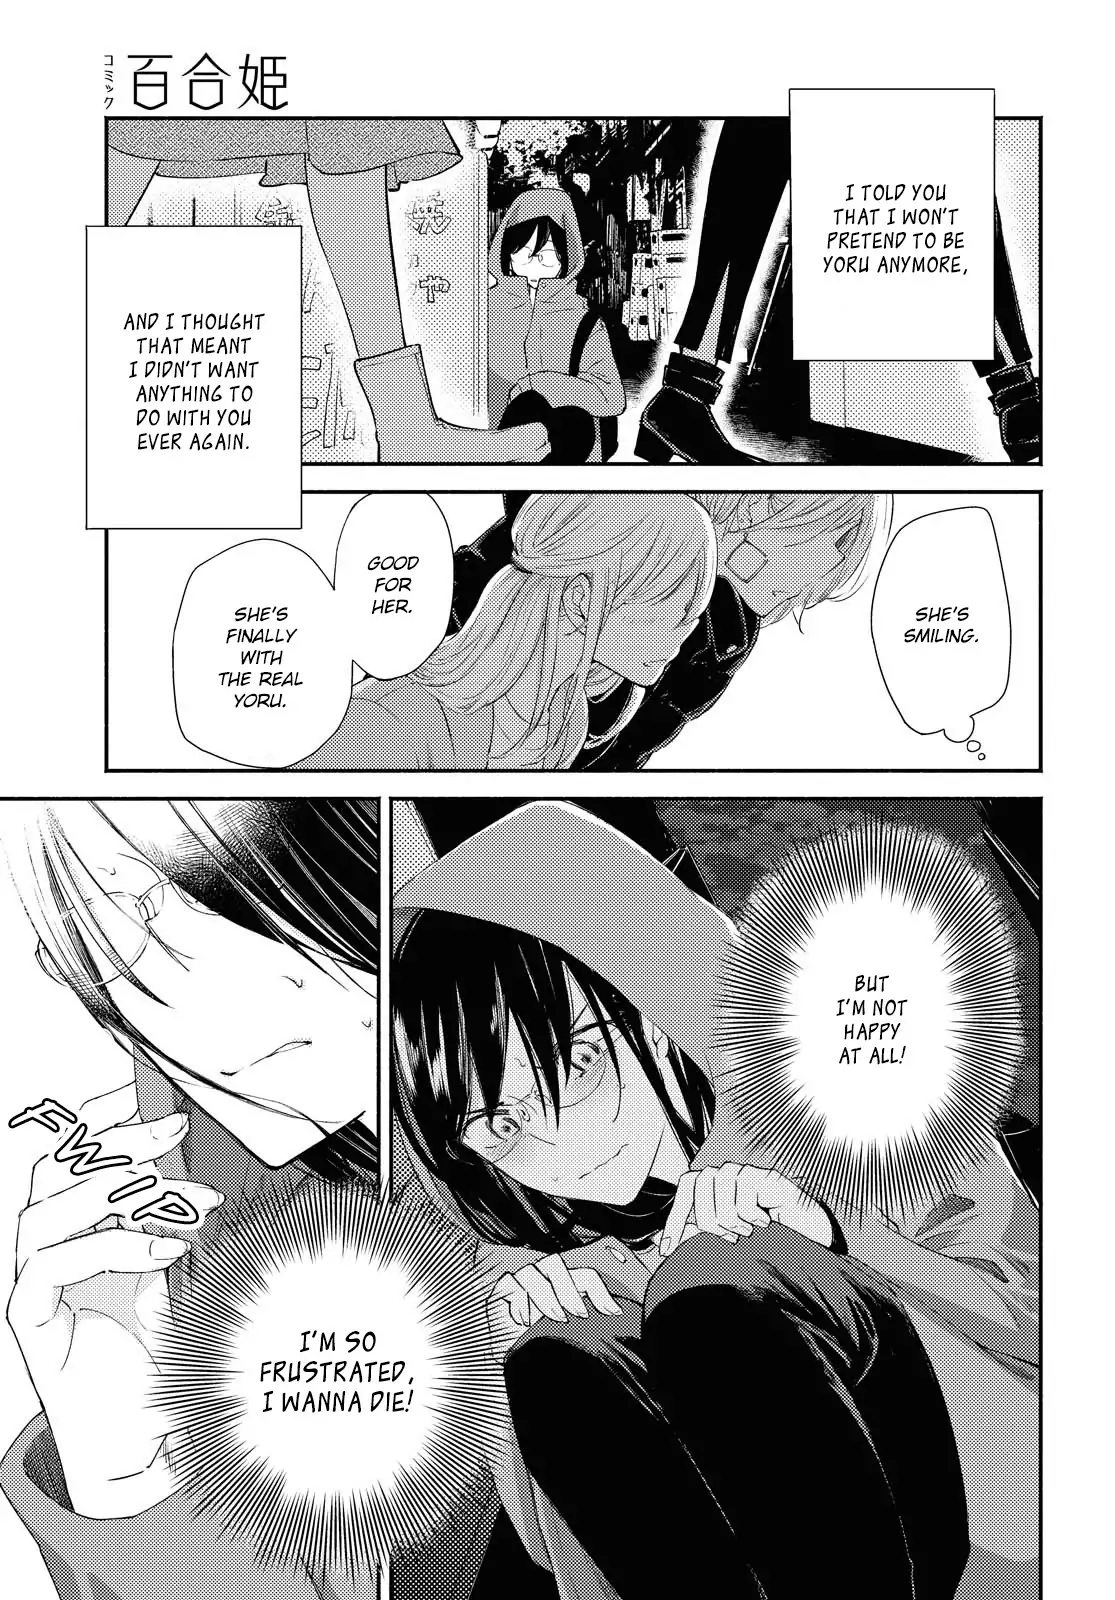 コミック
百合姫
I TOLD YOU
THAT I WON'T
PRETEND TO BE
YORU ANYMORE,
AND I THOUGHT
THAT MEANT
I DIDN'T WANT
ANYTHING TO
DO WITH YOU
EVER AGAIN.
SHE'S
SMILING.
GOOD
FOR
HER.
SHE'S
FINALLY
WITH
THE REAL
YORU.
BUT
I'M NOT
HAPPY
AT ALL!
FWIP
I'M SO
FRUSTRATED,
I WANNA DIE!